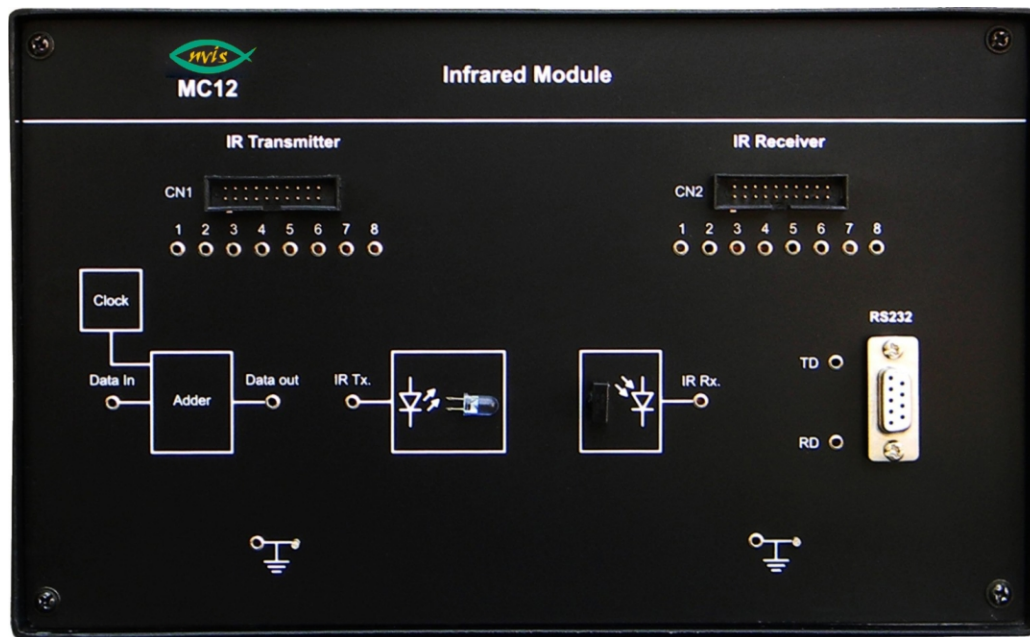 nvis
MC12
Infrared Module
IR Transmitter
IR Receiver
CN1
CN2
1 2 3 4 5 6 7 8
1 2 3 4 5 6 7 8
Clock
RS232
Data In
Adder
Data out
IR Tx.
IR Rx.
TD
RD